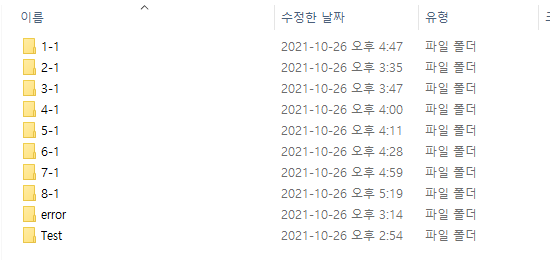 이름 수정한 날짜 유형
1-1 2021-10-26 오후 4:47 파일 폴더
2-1 2021-10-26 오후 3:35 파일 폴더
3-1 2021-10-26 오후 3:47 파일 폴더
4-1 2021-10-26 오후 4:00 파일 폴더
5-1 2021-10-26 오후 4:11 파일 폴더
6-1 2021-10-26 오후 4:28 파일 폴더
7-1 2021-10-26 오후 4:59 파일 폴더
8-1 2021-10-26 오후 5:19 파일 폴더
error 2021-10-26 오후 3:14 파일 폴더
Test 2021-10-26 오후 2:54 파일 폴더